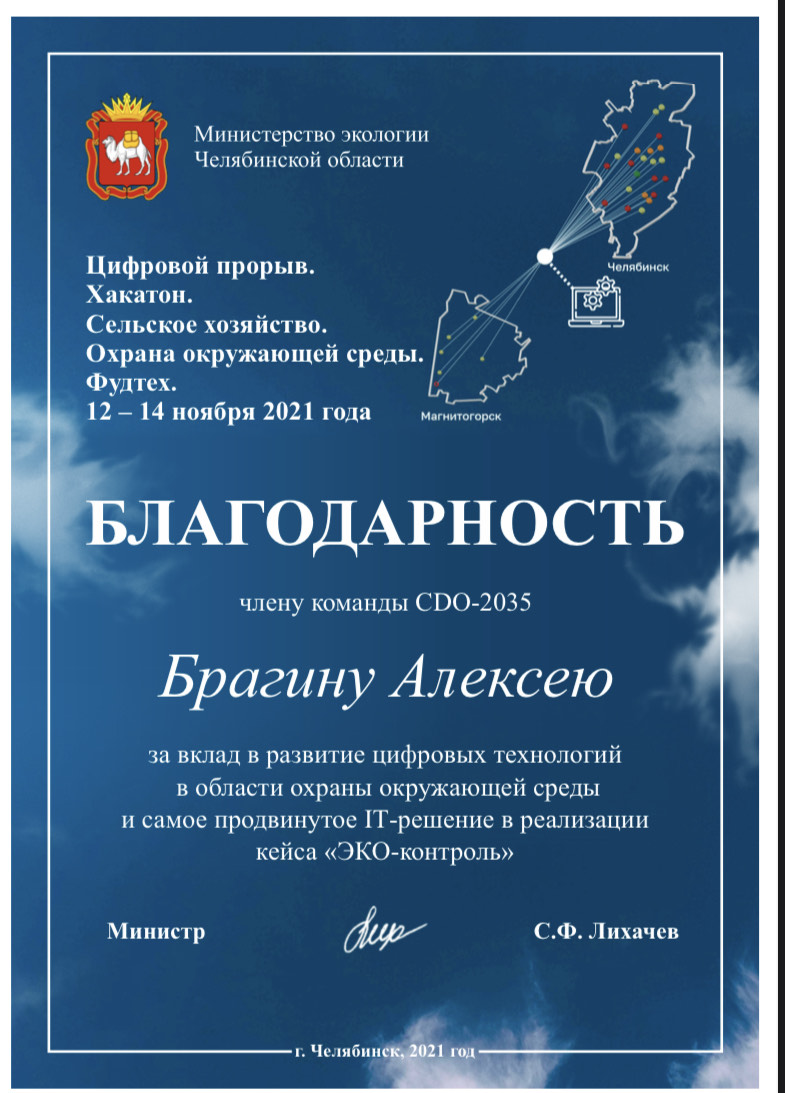 Министерство экологии
Челябинской области
Челябинск
Магнитогорск
Цифровой прорыв.
Хакатон.
Сельское хозяйство.
Охрана окружающей среды.
Фудтех.
12 – 14 ноября 2021 года
БЛАГОДАРНОСТЬ
члену команды CDO-2035
Брагину Алексею
за вклад в развитие цифровых технологий
в области охраны окружающей среды
и самое продвинутое IT-решение в реализации
кейса «ЭКО-контроль»
Министр
С.Ф. Лихачев
г. Челябинск, 2021 год